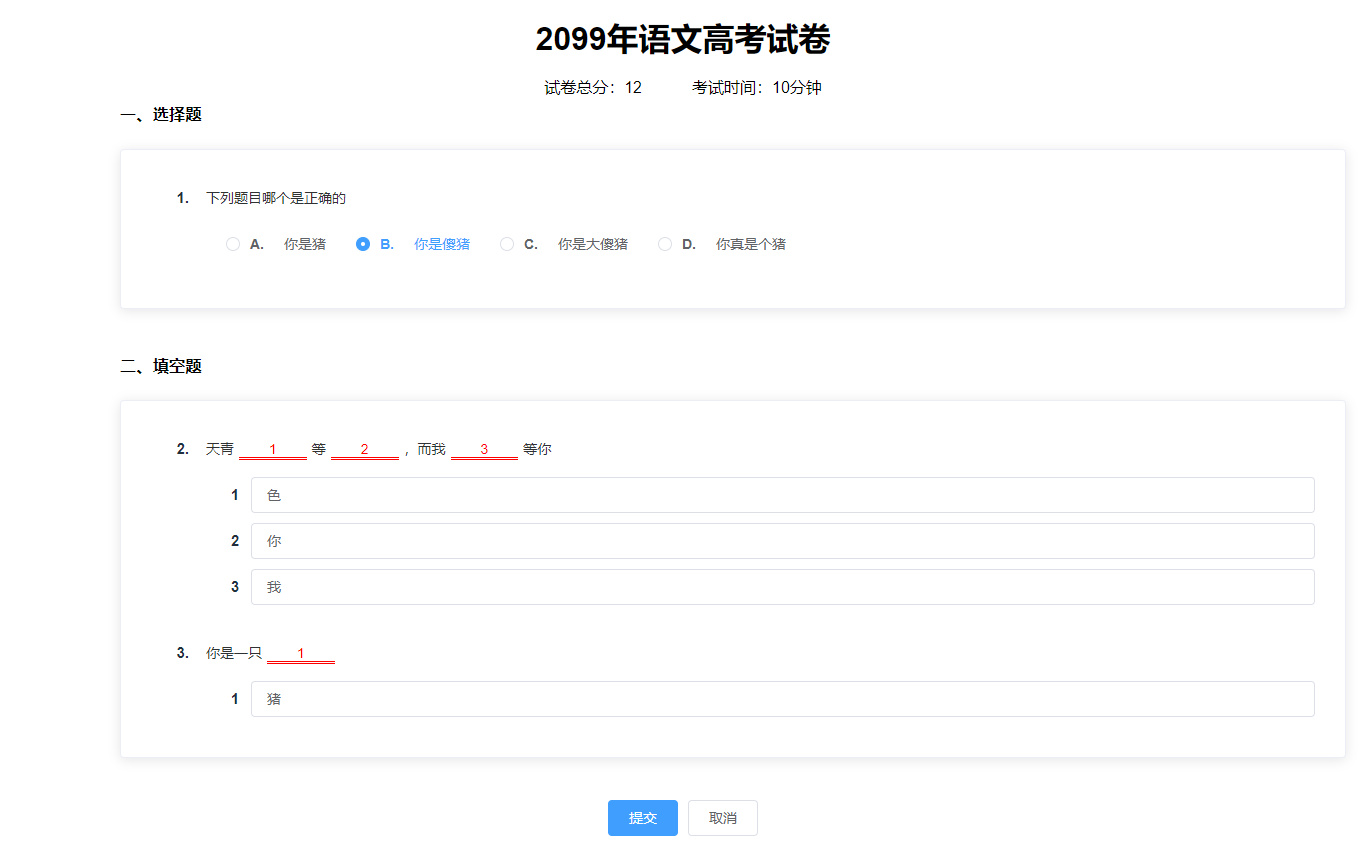 2099年语文高考试卷
试卷总分：12 考试时间：10分钟
一、选择题
1. 下列题目哪个是正确的
A. 你是猪 B. 你是傻猪 C. 你是大傻猪 D. 你真是个猪
二、填空题
2. 天青 1 等 2 ，而我 3 等你
1 色
2 你
3 我
3. 你是一只 1
1 猪
提交 取消